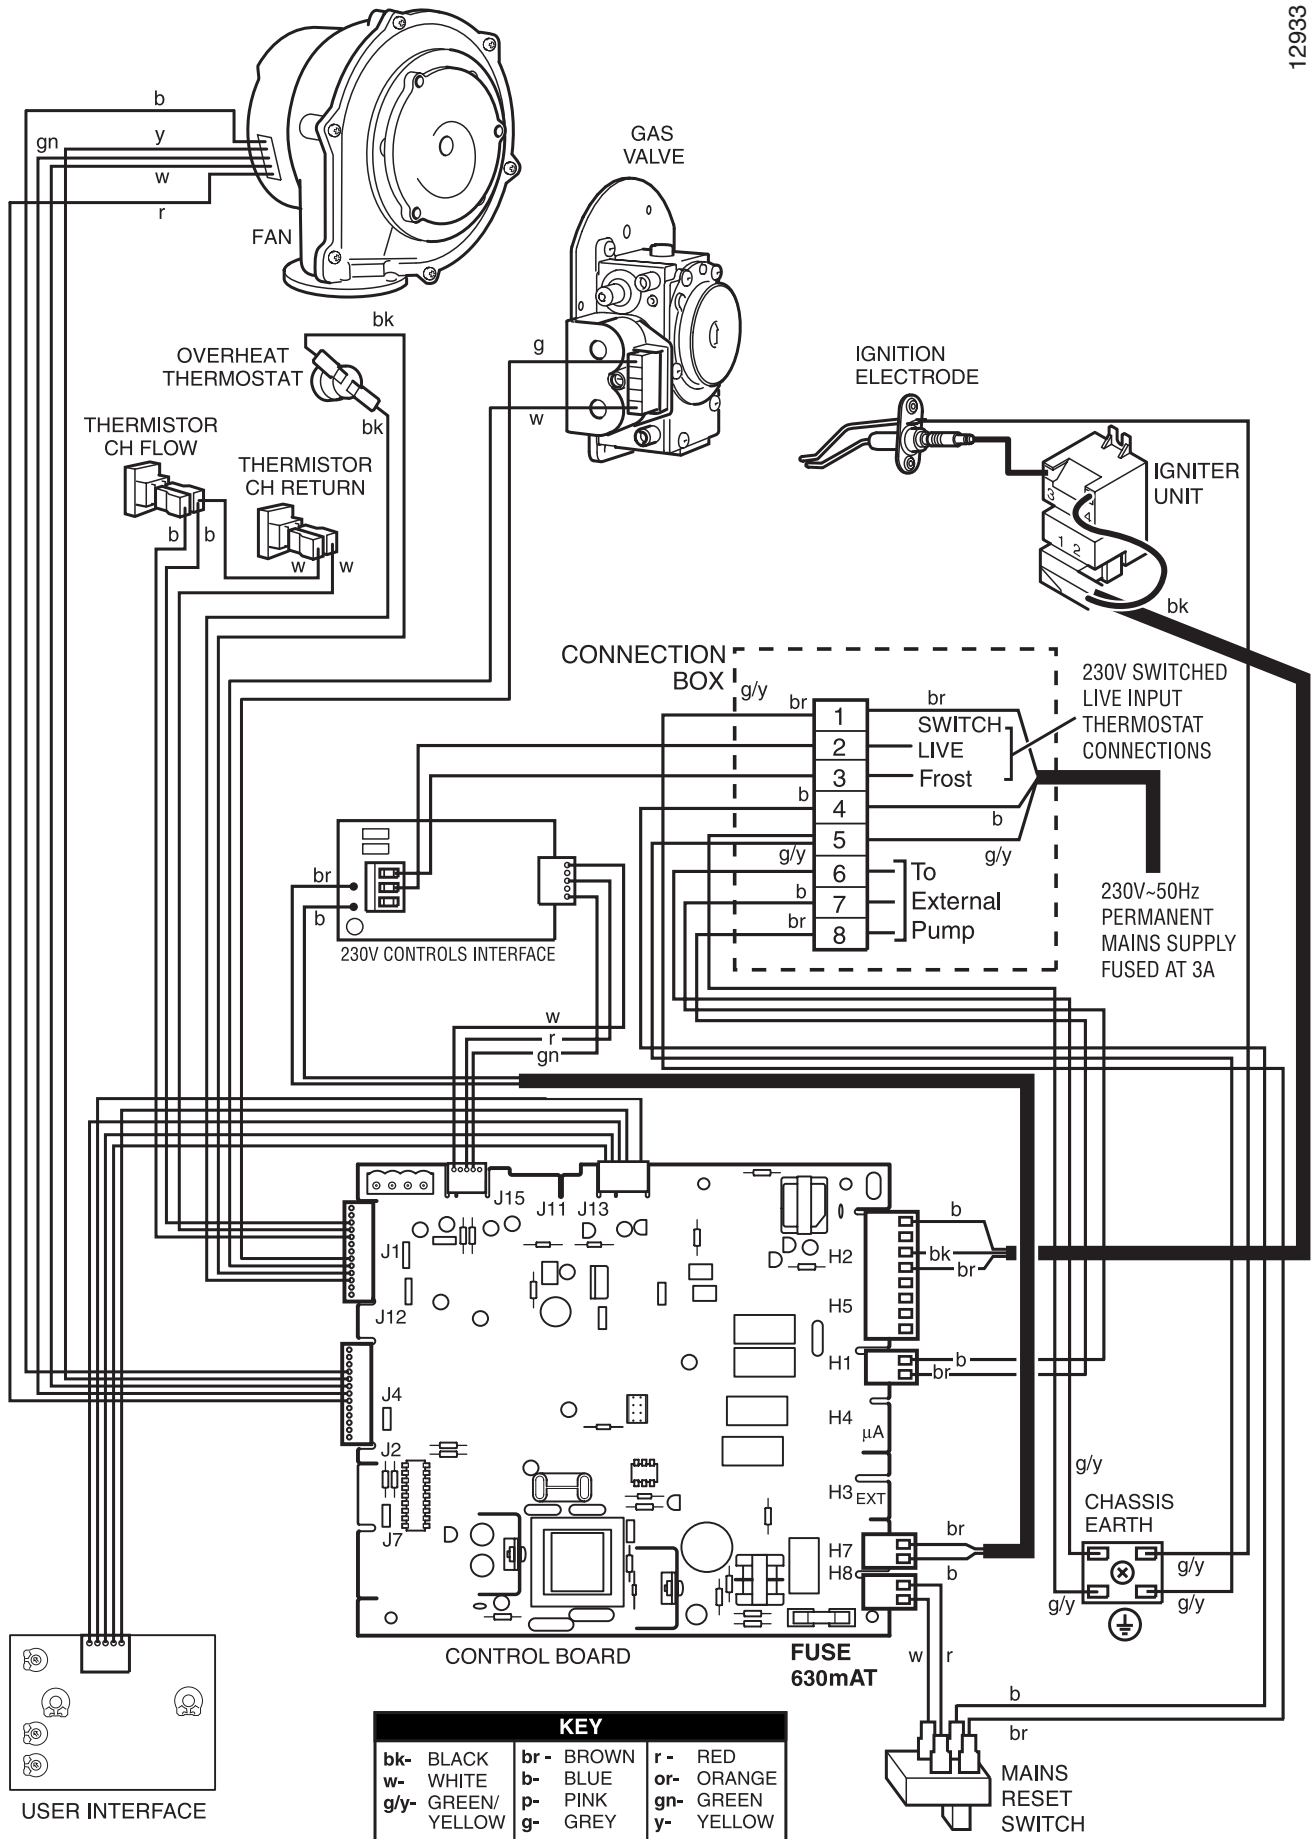 12933
b
gn
y
w
r
FAN
GAS
VALVE
bk
OVERHEAT
THERMOSTAT
bk
g
w
IGNITION
ELECTRODE
THERMISTOR
CH FLOW
THERMISTOR
CH RETURN
b
b
w
w
IGNITER
UNIT
3
4
1 2
bk
CONNECTION
BOX
g/y
br
1
br
SWITCH
2
LIVE
3
Frost
b
4
b
5
g/y
g/y
6
To
b
7
External
br
8
Pump
230V SWITCHED
LIVE INPUT
THERMOSTAT
CONNECTIONS
230V~50Hz
PERMANENT
MAINS SUPPLY
FUSED AT 3A
br
b
230V CONTROLS INTERFACE
w
r
gn
J15
J11
J13
J1
J12
J4
J2
J7
H2
H5
H1
H4
µA
H3
EXT
H7
H8
b
bk
br
b
br
br
b
g/y
CHASSIS
EARTH
g/y
g/y
g/y
CONTROL BOARD
FUSE
630mAT
w
r
b
br
MAINS
RESET
SWITCH
USER INTERFACE
KEY
bk- BLACK
w- WHITE
g/y- GREEN/
YELLOW
br - BROWN
b- BLUE
p- PINK
g- GREY
r - RED
or- ORANGE
gn- GREEN
y- YELLOW